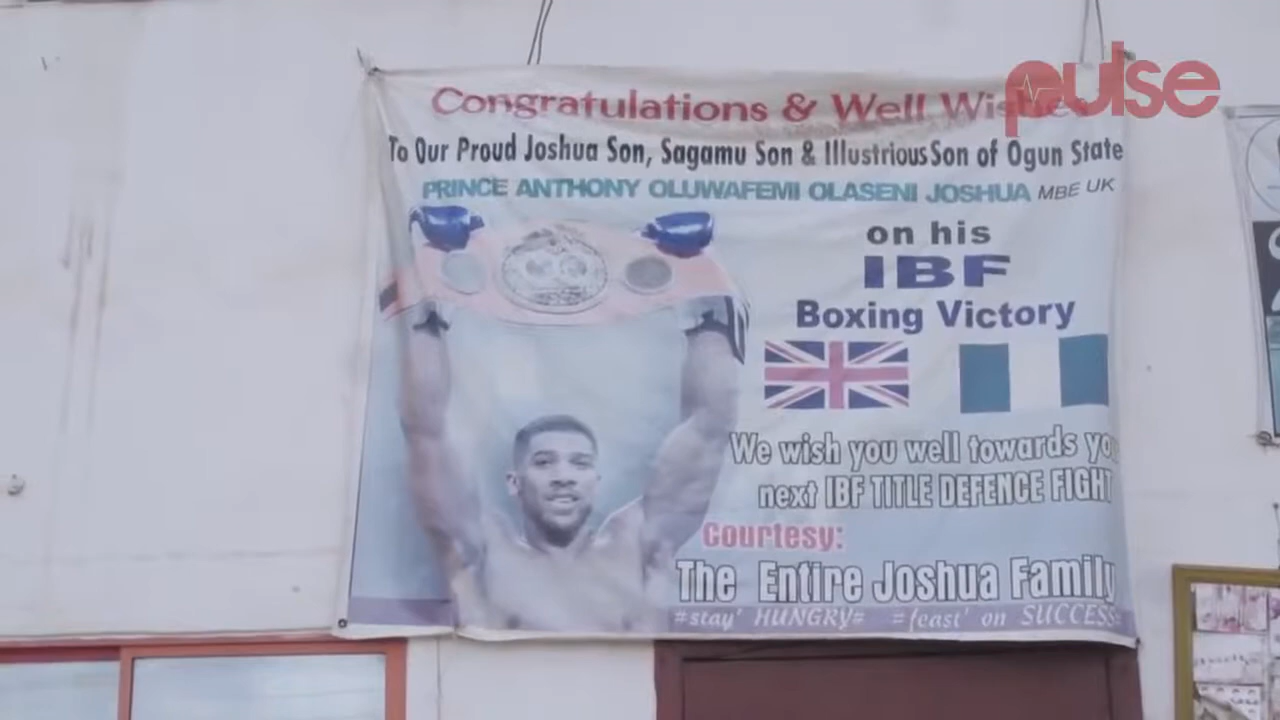 pulse
Congratulations & Well Wishes
To Our Proud Joshua Son, Sagamu Son & Illustrious Son of Ogun State
PRINCE ANTHONY OLUWAFEMI OLASENI JOSHUA MBE UK
on his
IBF
Boxing Victory
We wish you well towards yo
next IBF TITLE DEFENCE FIGHT
Courtesy:
The Entire Joshua Family
#stay' HUNGRY# #feast' on SUCCESS#